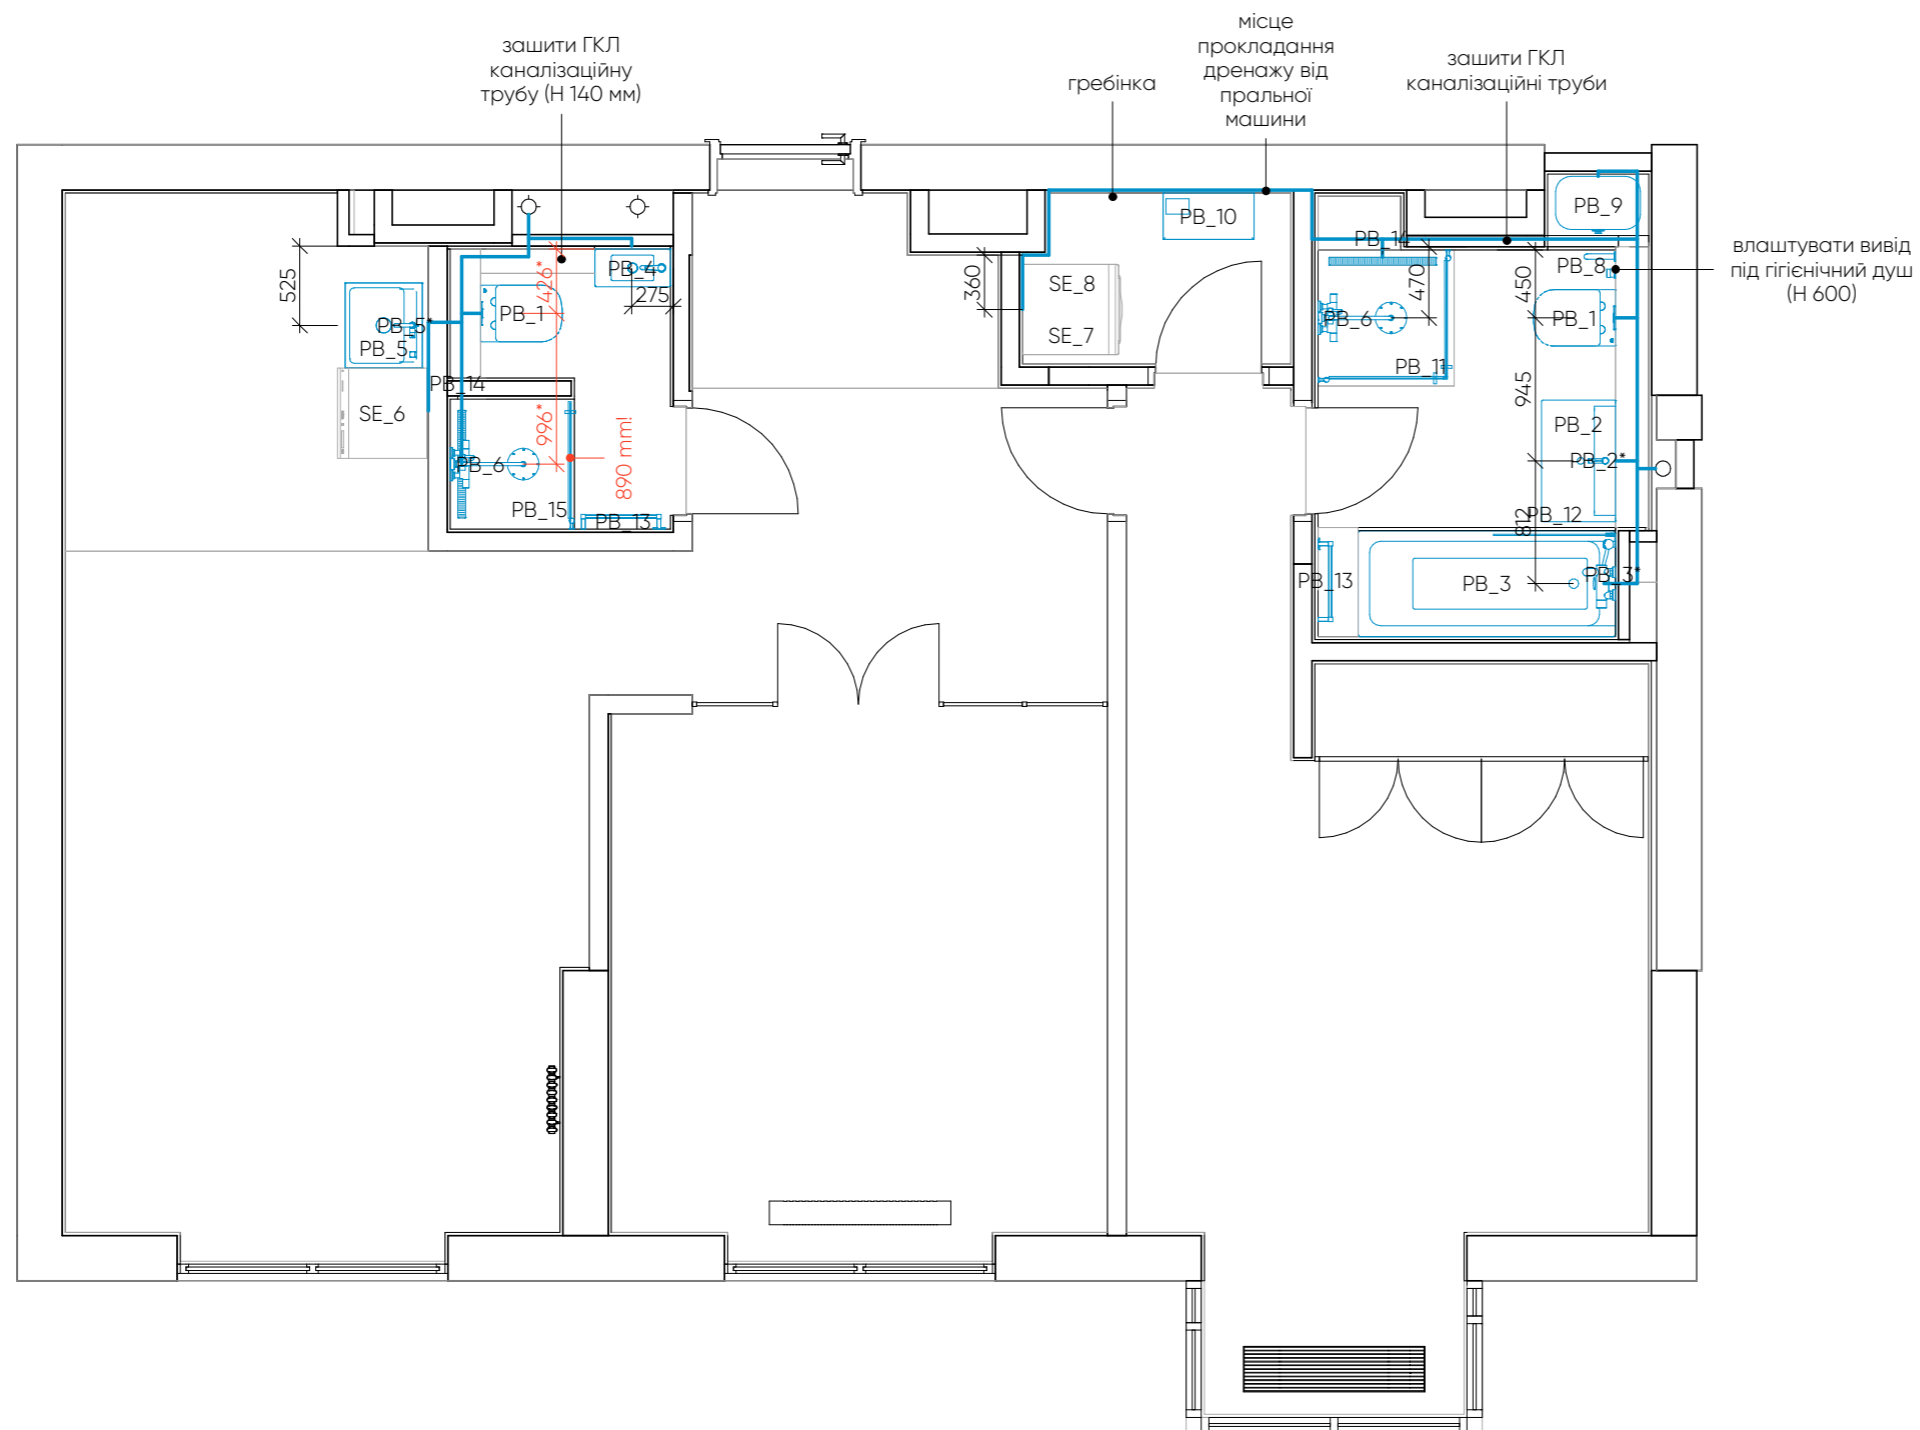 місце
прокладання
дренажу від
пральної
машини
зашити ГКЛ
каналізаційну
трубу (Н 140 мм)
гребінка
зашити ГКЛ
каналізаційні труби
влаштувати вивід
під гігієнічний душ
(Н 600)
PB_9
PB_10
PB_14
PB_8
PB_4
426*
275
525
360
470
450
SE_8
SE_7
PB_1
PB_5*
PB_5
PB_6
PB_1
PB_11
945
PB_14
SE_6
996*
890 mm!
PB_2
PB_2*
PB_6
PB_15
PB_13
812
PB_12
PB_13
PB_3
PB_3*